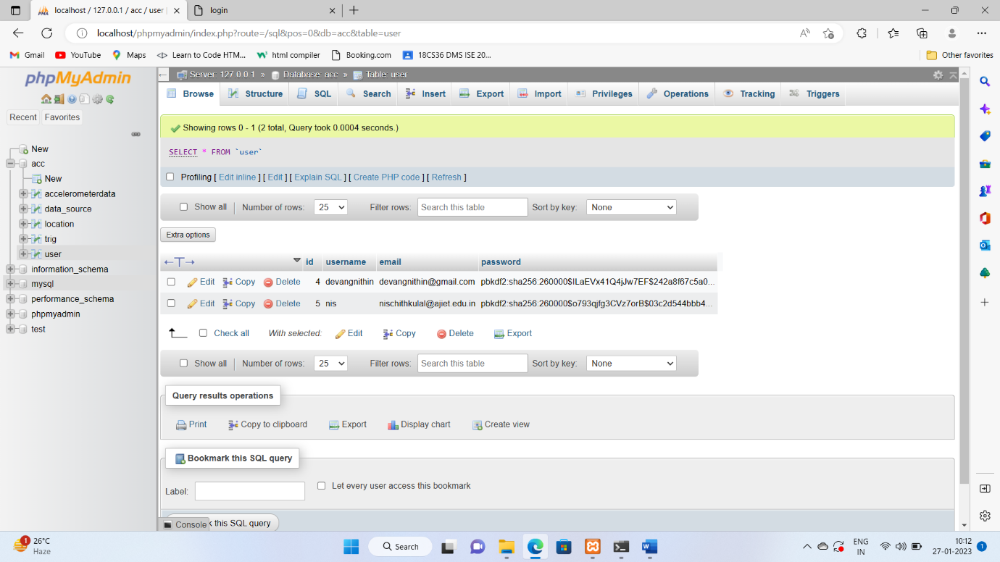 localhost / 127.0.0.1 / acc / user
login
localhost/phpmyadmin/index.php?route=/sql&pos=0&db=acc&table=user
Gmail YouTube Maps Learn to Code HTM... html compiler Booking.com 18CS36 DMS ISE 20... Other favorites
phpMyAdmin
Recent Favorites
New
acc
New
accelerometerdata
data_source
location
trig
user
information_schema
mysql
performance_schema
phpmyadmin
test
Server: 127.0.0.1 » Database: acc » Table: user
Browse Structure SQL Search Insert Export Import Privileges Operations Tracking Triggers
Showing rows 0 - 1 (2 total, Query took 0.0004 seconds.)
SELECT * FROM `user`
Profiling [ Edit inline ] [ Edit ] [ Explain SQL ] [ Create PHP code ] [ Refresh ]
Show all Number of rows: 25 Filter rows: Search this table Sort by key: None
Extra options
id username email password
Edit Copy Delete 4 devangnithin devangnithin@gmail.com pbkdf2:sha256:260000$ILaEVx41Q4jJw7EF$242a8f67c5a0...
Edit Copy Delete 5 nis nischithkulal@ajiet.edu.in pbkdf2:sha256:260000$o793qjfg3CVz7orB$03c2d544bbb4...
Check all With selected: Edit Copy Delete Export
Show all Number of rows: 25 Filter rows: Search this table Sort by key: None
Query results operations
Print Copy to clipboard Export Display chart Create view
Bookmark this SQL query
Label: Let every user access this bookmark
Console k this SQL query
1 26°C
Haze
Search
ENG
IN
10:12
27-01-2023
1